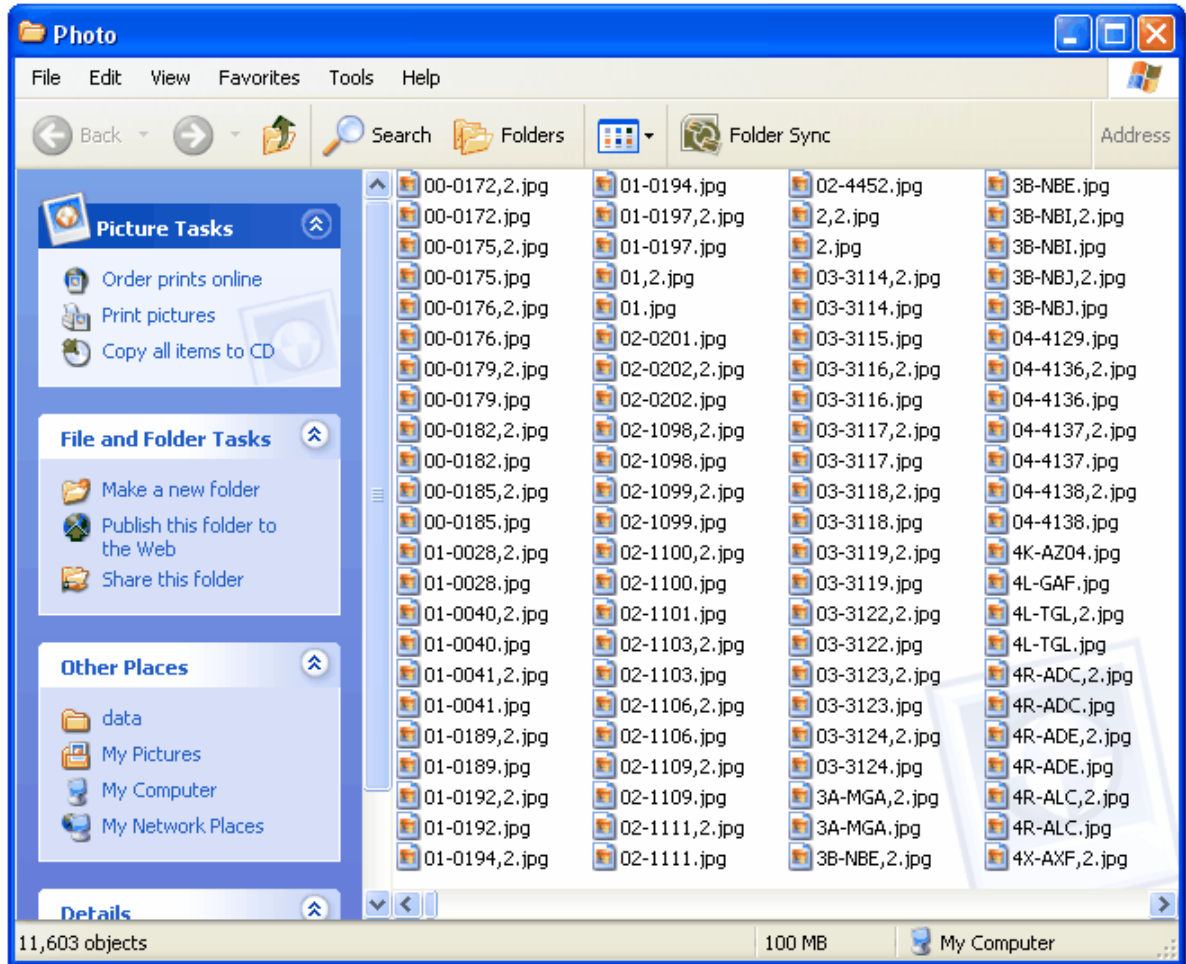 Photo
File Edit View Favorites Tools Help
Back Search Folders Folder Sync Address
Picture Tasks
Order prints online
Print pictures
Copy all items to CD
File and Folder Tasks
Make a new folder
Publish this folder to
the Web
Share this folder
Other Places
data
My Pictures
My Computer
My Network Places
Details
00-0172,2.jpg
00-0172.jpg
00-0175,2.jpg
00-0175.jpg
00-0176,2.jpg
00-0176.jpg
00-0179,2.jpg
00-0179.jpg
00-0182,2.jpg
00-0182.jpg
00-0185,2.jpg
00-0185.jpg
01-0028,2.jpg
01-0028.jpg
01-0040,2.jpg
01-0040.jpg
01-0041,2.jpg
01-0041.jpg
01-0189,2.jpg
01-0189.jpg
01-0192,2.jpg
01-0192.jpg
01-0194,2.jpg
01-0194.jpg
01-0197,2.jpg
01-0197.jpg
01,2.jpg
01.jpg
02-0201.jpg
02-0202,2.jpg
02-0202.jpg
02-1098,2.jpg
02-1098.jpg
02-1099,2.jpg
02-1099.jpg
02-1100,2.jpg
02-1100.jpg
02-1101.jpg
02-1103,2.jpg
02-1103.jpg
02-1106,2.jpg
02-1106.jpg
02-1109,2.jpg
02-1109.jpg
02-1111,2.jpg
02-1111.jpg
02-4452.jpg
2,2.jpg
2.jpg
03-3114,2.jpg
03-3114.jpg
03-3115.jpg
03-3116,2.jpg
03-3116.jpg
03-3117,2.jpg
03-3117.jpg
03-3118,2.jpg
03-3118.jpg
03-3119,2.jpg
03-3119.jpg
03-3122,2.jpg
03-3122.jpg
03-3123,2.jpg
03-3123.jpg
03-3124,2.jpg
03-3124.jpg
3A-MGA,2.jpg
3A-MGA.jpg
3B-NBE,2.jpg
3B-NBE.jpg
3B-NBI,2.jpg
3B-NBI.jpg
3B-NBJ,2.jpg
3B-NBJ.jpg
04-4129.jpg
04-4136,2.jpg
04-4136.jpg
04-4137,2.jpg
04-4137.jpg
04-4138,2.jpg
04-4138.jpg
4K-AZ04.jpg
4L-GAF.jpg
4L-TGL,2.jpg
4L-TGL.jpg
4R-ADC,2.jpg
4R-ADC.jpg
4R-ADE,2.jpg
4R-ADE.jpg
4R-ALC,2.jpg
4R-ALC.jpg
4X-AXF,2.jpg
11,603 objects 100 MB My Computer